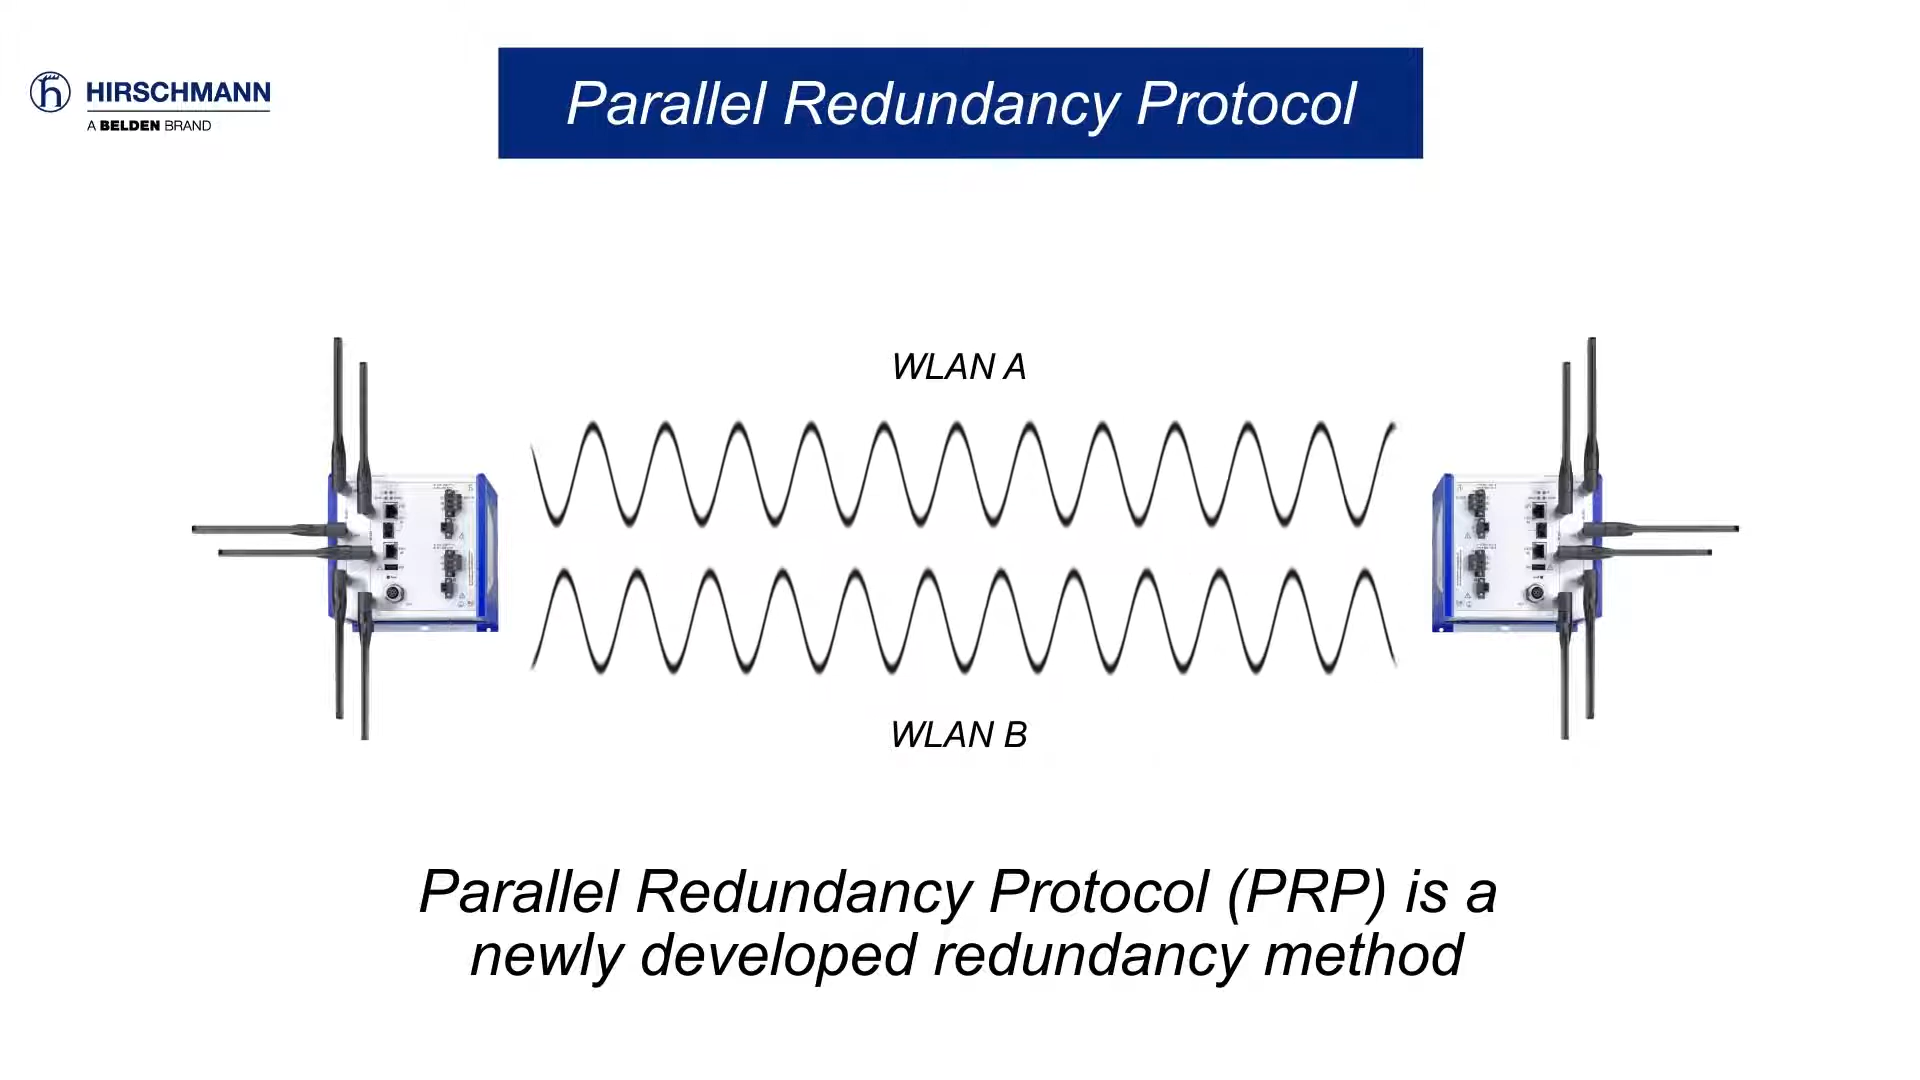 HIRSCHMANN
A BELDEN BRAND
Parallel Redundancy Protocol
WLAN A
WLAN B
Parallel Redundancy Protocol (PRP) is a
newly developed redundancy method